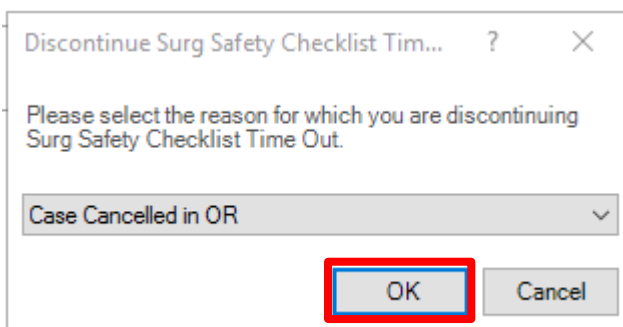 Discontinue Surg Safety Checklist Tim... ?
Please select the reason for which you are discontinuing
Surg Safety Checklist Time Out.
Case Cancelled in OR
OK Cancel